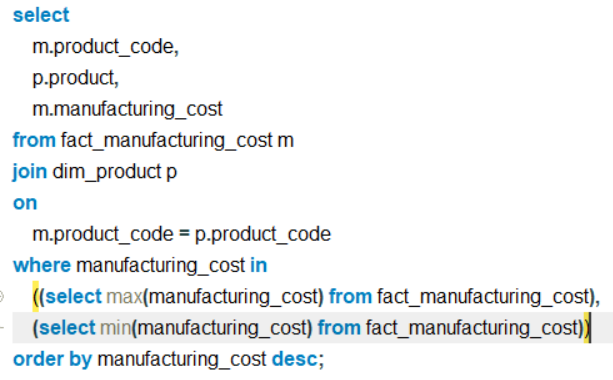 select
m.product_code,
p.product,
m.manufacturing_cost
from fact_manufacturing_cost m
join dim_product p
on
m.product_code = p.product_code
where manufacturing_cost in
((select max(manufacturing_cost) from fact_manufacturing_cost),
(select min(manufacturing_cost) from fact_manufacturing_cost))
order by manufacturing_cost desc;